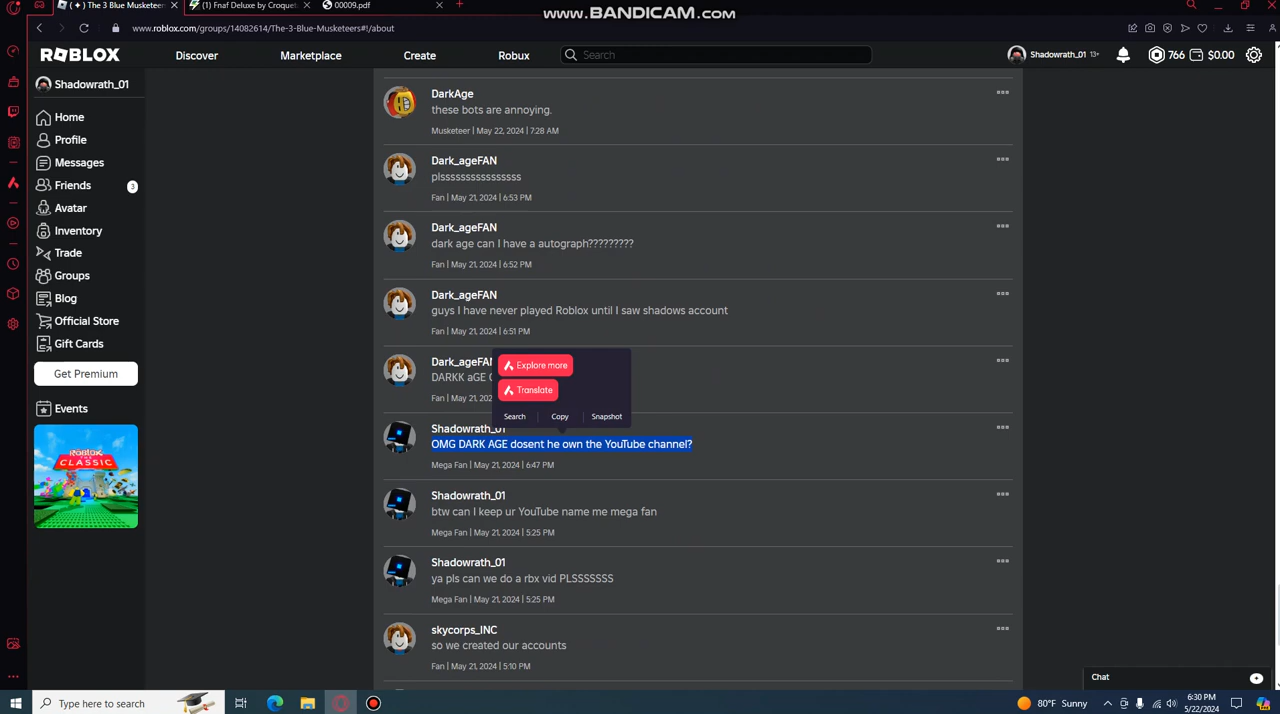 www.BANDICAM.com
( ✦ ) The 3 Blue Musketeers
Fnaf Deluxe by Croquet
00009.pdf
www.roblox.com/groups/14082614/The-3-Blue-Musketeers#!/about
ROBLOX
Discover
Marketplace
Create
Robux
Search
Shadowrath_01 13+
766
$0.00
Shadowrath_01
Home
Profile
Messages
Friends
3
Avatar
Inventory
Trade
Groups
Blog
Official Store
Gift Cards
Get Premium
Events
THE
CLASSIC
DarkAge
these bots are annoying.
Musketeer | May 22, 2024 | 7:28 AM
Dark_ageFAN
plsssssssssssssss
Fan | May 21, 2024 | 6:53 PM
Dark_ageFAN
dark age can I have a autograph?????????
Fan | May 21, 2024 | 6:52 PM
Dark_ageFAN
guys I have never played Roblox until I saw shadows account
Fan | May 21, 2024 | 6:51 PM
Dark_ageFAN
DARKK aGE
Fan | May 21, 202
Explore more
Translate
Search
Copy
Snapshot
Shadowrath_01
OMG DARK AGE dosent he own the YouTube channel?
Mega Fan | May 21, 2024 | 6:47 PM
Shadowrath_01
btw can I keep ur YouTube name me mega fan
Mega Fan | May 21, 2024 | 5:25 PM
Shadowrath_01
ya pls can we do a rbx vid PLSSSSSS
Mega Fan | May 21, 2024 | 5:25 PM
skycorps_INC
so we created our accounts
Fan | May 21, 2024 | 5:10 PM
Chat
Type here to search
80°F Sunny
6:30 PM
5/22/2024